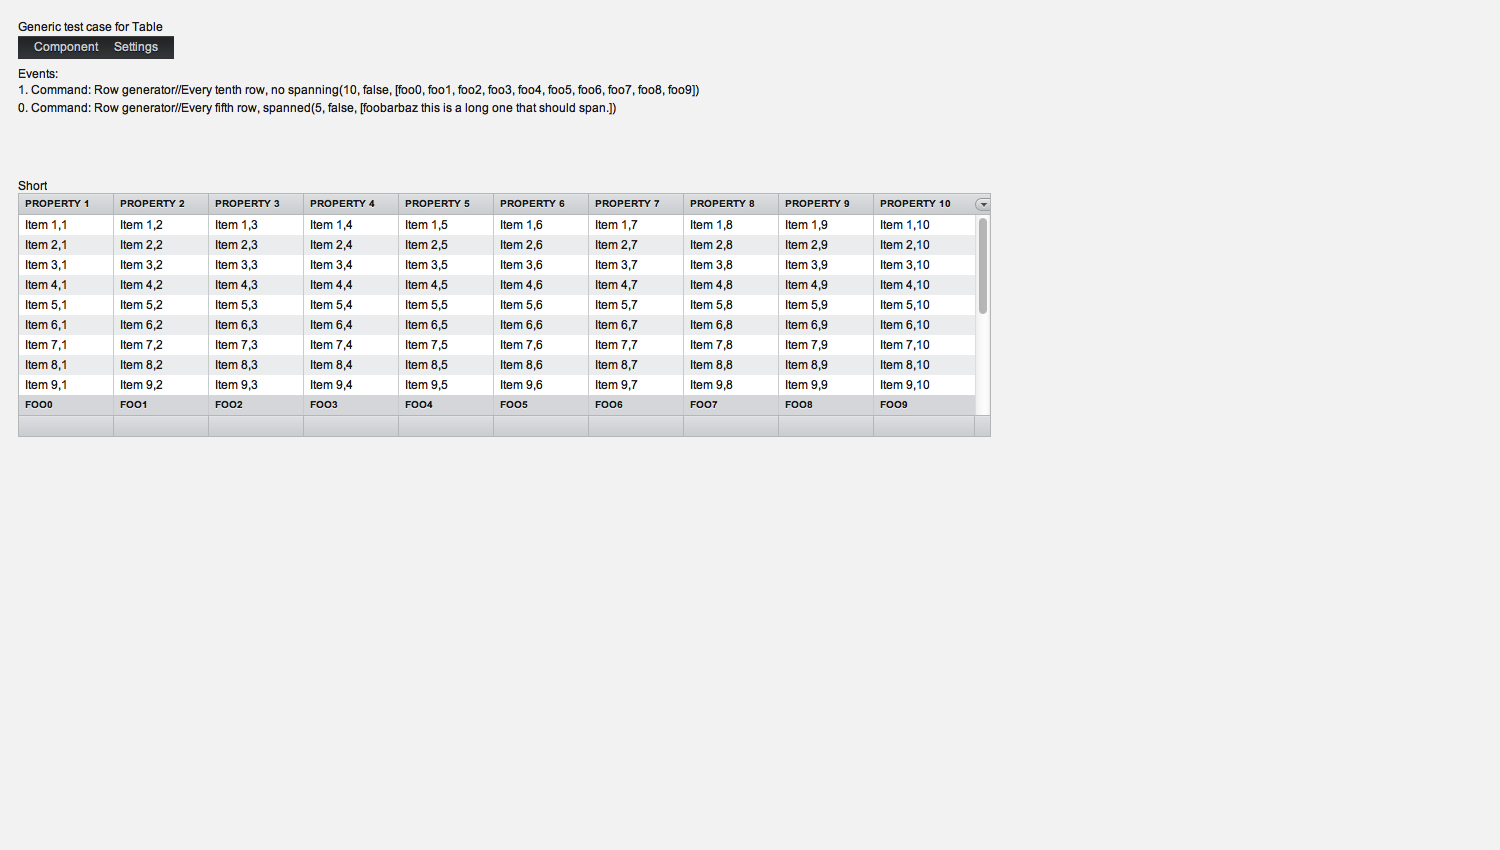 Generic test case for Table
Component Settings
Events:
1. Command: Row generator//Every tenth row, no spanning(10, false, [foo0, foo1, foo2, foo3, foo4, foo5, foo6, foo7, foo8, foo9])
0. Command: Row generator//Every fifth row, spanned(5, false, [foobarbaz this is a long one that should span.])
Short
PROPERTY 1 PROPERTY 2 PROPERTY 3 PROPERTY 4 PROPERTY 5 PROPERTY 6 PROPERTY 7 PROPERTY 8 PROPERTY 9 PROPERTY 10
Item 1,1 Item 1,2 Item 1,3 Item 1,4 Item 1,5 Item 1,6 Item 1,7 Item 1,8 Item 1,9 Item 1,10
Item 2,1 Item 2,2 Item 2,3 Item 2,4 Item 2,5 Item 2,6 Item 2,7 Item 2,8 Item 2,9 Item 2,10
Item 3,1 Item 3,2 Item 3,3 Item 3,4 Item 3,5 Item 3,6 Item 3,7 Item 3,8 Item 3,9 Item 3,10
Item 4,1 Item 4,2 Item 4,3 Item 4,4 Item 4,5 Item 4,6 Item 4,7 Item 4,8 Item 4,9 Item 4,10
Item 5,1 Item 5,2 Item 5,3 Item 5,4 Item 5,5 Item 5,6 Item 5,7 Item 5,8 Item 5,9 Item 5,10
Item 6,1 Item 6,2 Item 6,3 Item 6,4 Item 6,5 Item 6,6 Item 6,7 Item 6,8 Item 6,9 Item 6,10
Item 7,1 Item 7,2 Item 7,3 Item 7,4 Item 7,5 Item 7,6 Item 7,7 Item 7,8 Item 7,9 Item 7,10
Item 8,1 Item 8,2 Item 8,3 Item 8,4 Item 8,5 Item 8,6 Item 8,7 Item 8,8 Item 8,9 Item 8,10
Item 9,1 Item 9,2 Item 9,3 Item 9,4 Item 9,5 Item 9,6 Item 9,7 Item 9,8 Item 9,9 Item 9,10
FOO0 FOO1 FOO2 FOO3 FOO4 FOO5 FOO6 FOO7 FOO8 FOO9